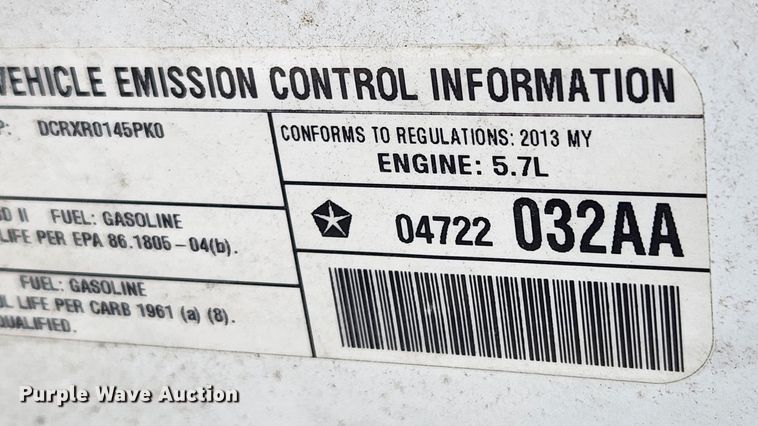 VEHICLE EMISSION CONTROL INFORMATION
P: DCRXR0145PK0
CONFORMS TO REGULATIONS: 2013 MY
ENGINE: 5.7L
04722 032AA
II FUEL: GASOLINE
LIFE PER EPA 86.1805-04(b).
FUEL: GASOLINE
LIFE PER CARB 1961 (a) (8).
QUALIFIED.
Purple Wave Auction